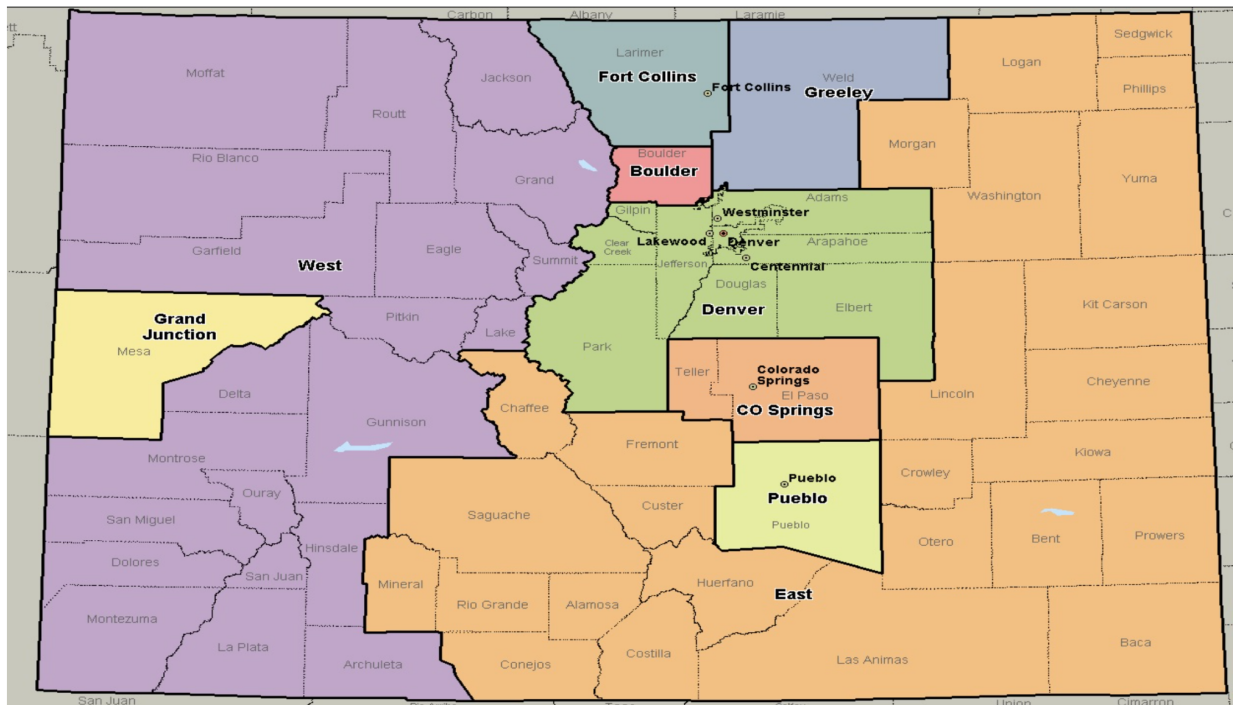 Carbon
Albany
Laramie
Moffat
Jackson
Larimer
Fort Collins
Fort Collins
Weld
Greeley
Logan
Sedgwick
Phillips
Routt
Morgan
Rio Blanco
Grand
Boulder
Boulder
Washington
Yuma
Gilpin
Adams
Westminster
Garfield
Eagle
Summit
Clear
Creek
Lakewood
Denver
Arapahoe
Jefferson
Centennial
West
Douglas
Elbert
Denver
Kit Carson
Grand
Junction
Mesa
Pitkin
Lake
Park
Teller
Colorado
Springs
El Paso
CO Springs
Lincoln
Cheyenne
Delta
Chaffee
Gunnison
Fremont
Montrose
Kiowa
Crowley
Ouray
Pueblo
Pueblo
Pueblo
Saguache
Custer
San Miguel
Otero
Bent
Prowers
Hinsdale
Dolores
San Juan
Mineral
Huerfano
East
Rio Grande
Alamosa
Montezuma
La Plata
Archuleta
Conejos
Costilla
Las Animas
Baca
San Juan
Union
Cimarron